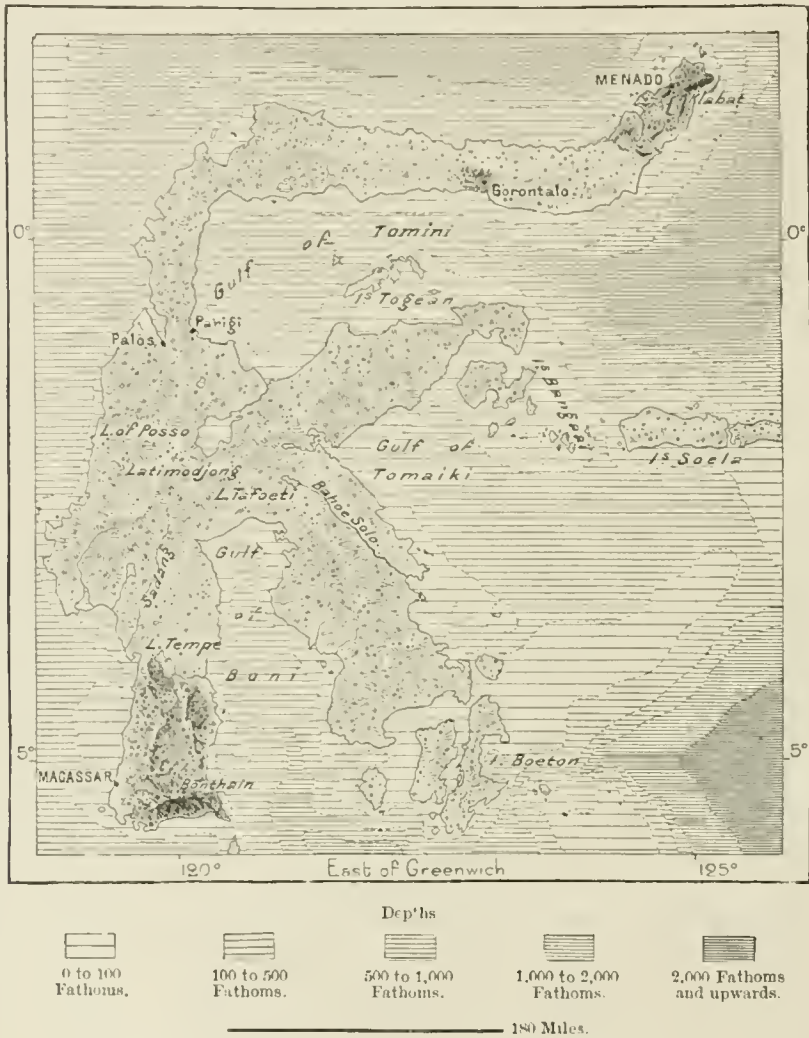 MENADO
Klabat
Gorontalo
0°
0°
Gulf of Tomini
Iˢ Togean
Parigi
Palos
Iˢ Banggai
L. of Posso
Gulf of
Tomaiki
Iˢ Soela
Latimodjong
L. Tafoeti
Bahoe Solo
Gulf
of
Boni
Sadang
L. Tempe
5°
5°
I. Boeton
MACASSAR
Bonthain
120°
East of Greenwich
125°
Depths
0 to 100
Fathoms.
100 to 500
Fathoms.
500 to 1,000
Fathoms.
1,000 to 2,000
Fathoms.
2,000 Fathoms
and upwards.
180 Miles.